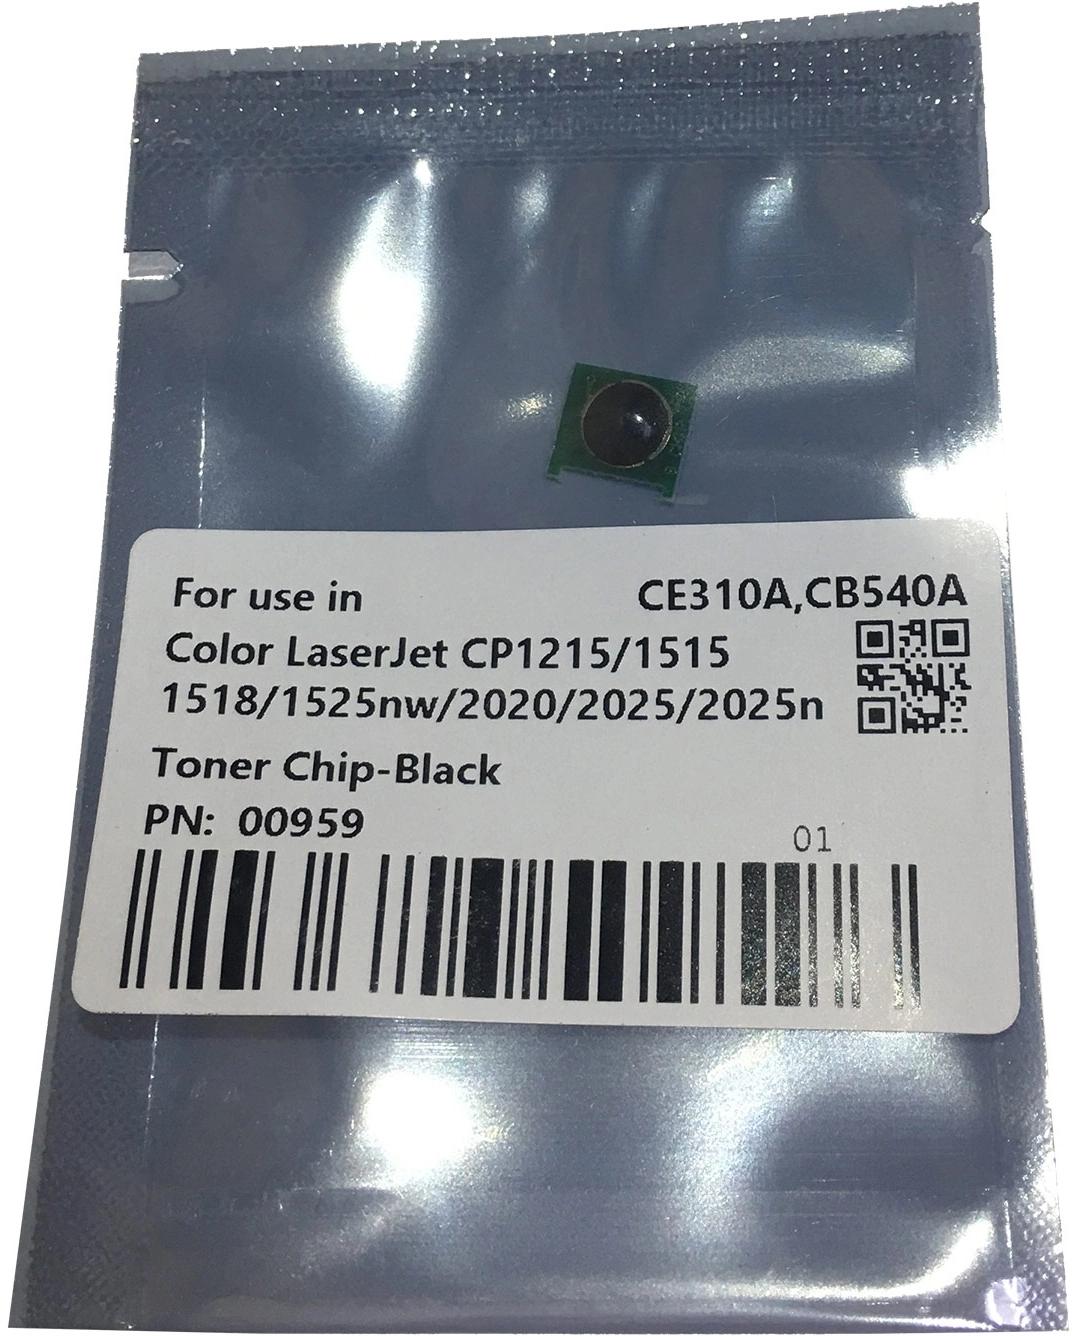 For use in CE310A,CB540A
Color LaserJet CP1215/1515
1518/1525nw/2020/2025/2025n
Toner Chip-Black
PN: 00959
01